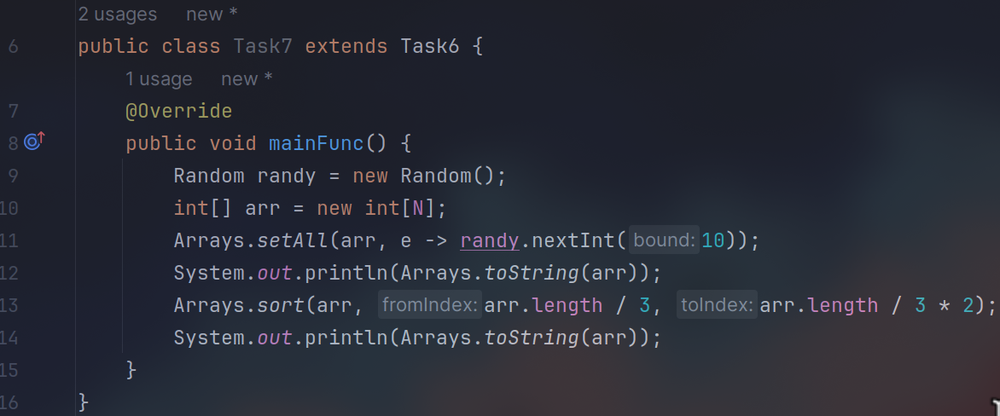 2 usages new *
6 public class Task7 extends Task6 {
1 usage new *
7 @Override
8 public void mainFunc() {
9 Random randy = new Random();
10 int[] arr = new int[N];
11 Arrays.setAll(arr, e -> randy.nextInt( bound: 10));
12 System.out.println(Arrays.toString(arr));
13 Arrays.sort(arr, fromIndex: arr.length / 3, toIndex: arr.length / 3 * 2);
14 System.out.println(Arrays.toString(arr));
15 }
16 }